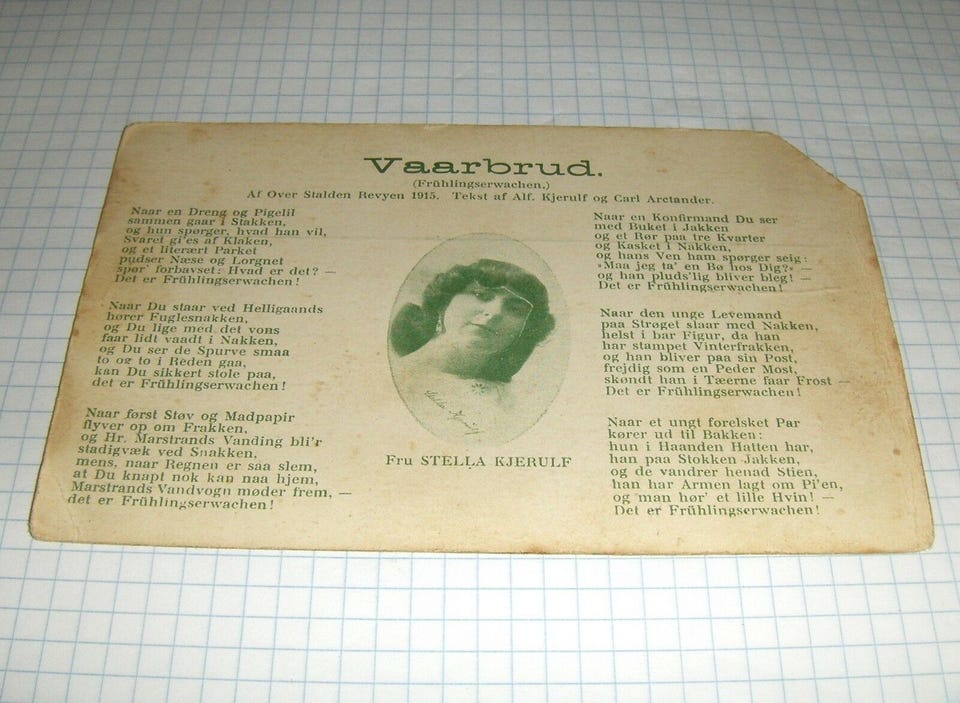 Vaarbrud.
(Frühlingserwachen.)
Af Over Stalden Revyen 1915. Tekst af Alf. Kjerulf og Carl Arctander.
Naar en Dreng og Pigelil
sammen gaar i Stakken,
og hun spørger, hvad han vil,
Svaret gi'es af Klaken,
og et literært Parket
pudser Næse og Lorgnet
spør' forbavset: Hvad er det? —
Det er Frühlingserwachen!
Naar Du staar ved Helligaands
hører Fuglesnakken,
og Du lige med det vons
faar lidt vaadt i Nakken,
og Du ser de Spurve smaa
to og to i Reden gaa,
kan Du sikkert stole paa,
det er Frühlingserwachen!
Naar først Støv og Madpapir
flyver op om Frakken,
og Hr. Marstrands Vanding bli'r
stadigvæk ved Snakken,
mens, naar Regnen er saa slem,
at Du knapt nok kan naa hjem,
Marstrands Vandvogn møder frem, —
det er Frühlingserwachen!
Fru STELLA KJERULF
Naar en Konfirmand Du ser
med Buket i Jakken
og et Rør paa tre Kvarter
og Kasket i Nakken,
og hans Ven ham spørger seig:
»Maa jeg ta' en Bø hos Dig?« —
og han pluds'lig bliver bleg! —
Det er Frühlingserwachen!
Naar den unge Levemand
paa Strøget slaar med Nakken,
helst i bar Figur, da han
har stampet Vinterfrakken,
og han bliver paa sin Post,
frejdig som en Peder Most,
skøndt han i Tæerne faar Frost —
Det er Frühlingserwachen!
Naar et ungt forelsket Par
kører ud til Bakken:
hun i Haanden Hatten har,
han paa Stokken Jakken,
og de vandrer henad Stien,
han har Armen lagt om Pi'en,
og man hør' et lille Hvin! —
Det er Frühlingserwachen!